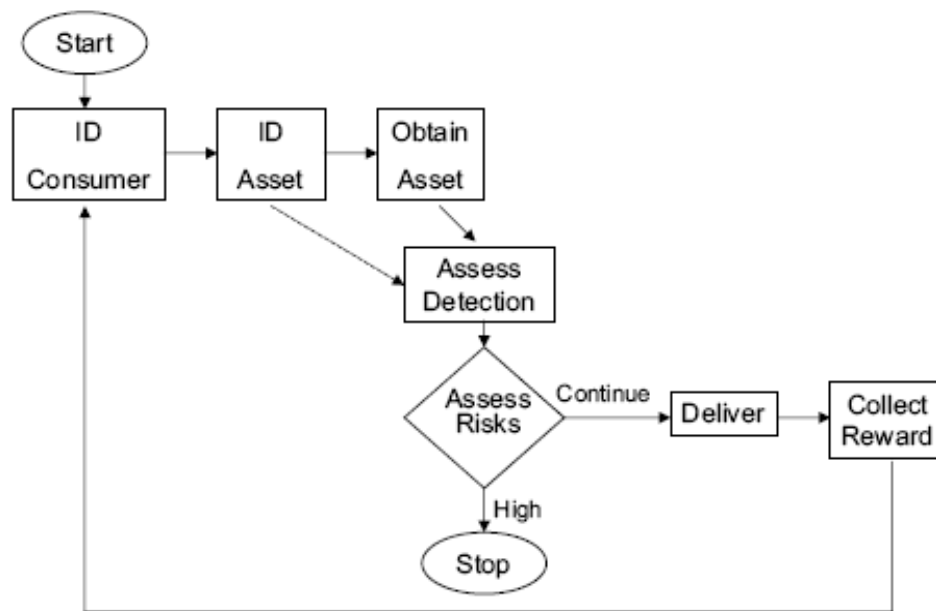 Start
ID
Consumer
ID
Asset
Obtain
Asset
Assess
Detection
Assess
Risks
Continue
Deliver
Collect
Reward
High
Stop